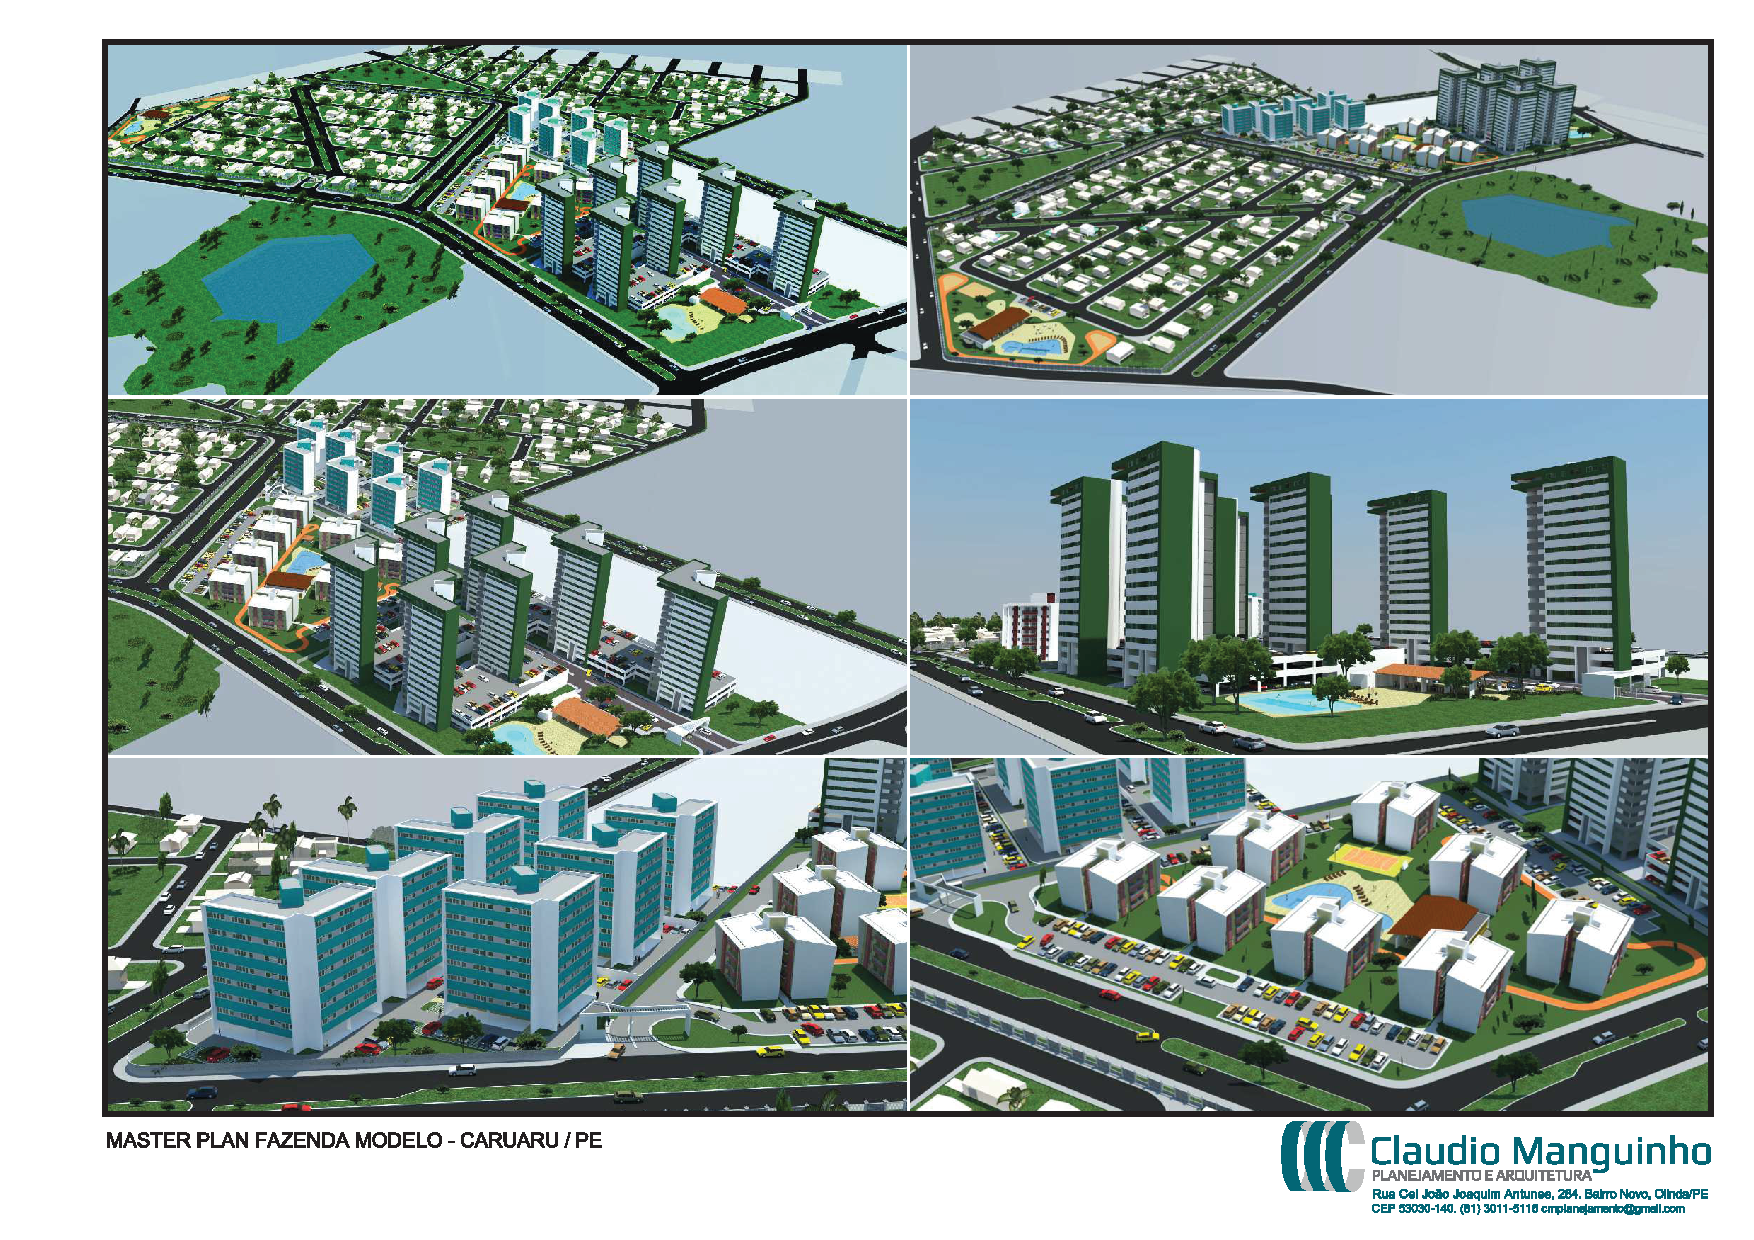 MASTER PLAN FAZENDA MODELO - CARUARU / PE
Claudio Manguinho
PLANEJAMENTO E ARQUITETURA
Rua Cel João Joaquim Antunes, 264. Bairro Novo, Olinda/PE
CEP 53030-140. (81) 3011-5116 cmplanejamento@gmail.com